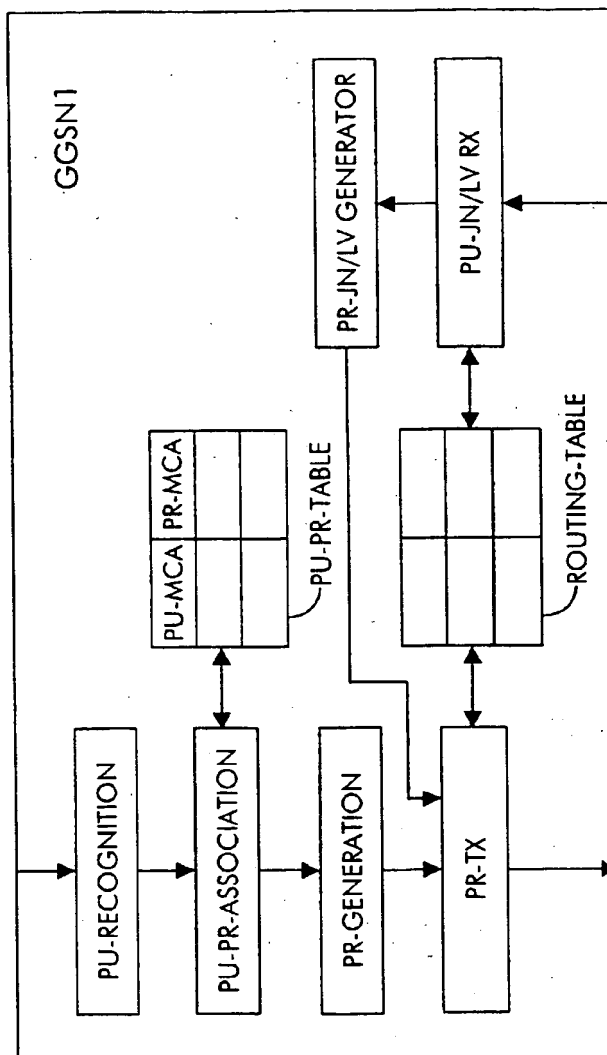 GGSN1
PU-RECOGNITION
PU-PR-ASSOCIATION
PU-MCA PR-MCA
PU-PR-TABLE
PR-GENERATION
PR-JN/LV GENERATOR
PR-TX
ROUTING-TABLE
PU-JN/LV RX